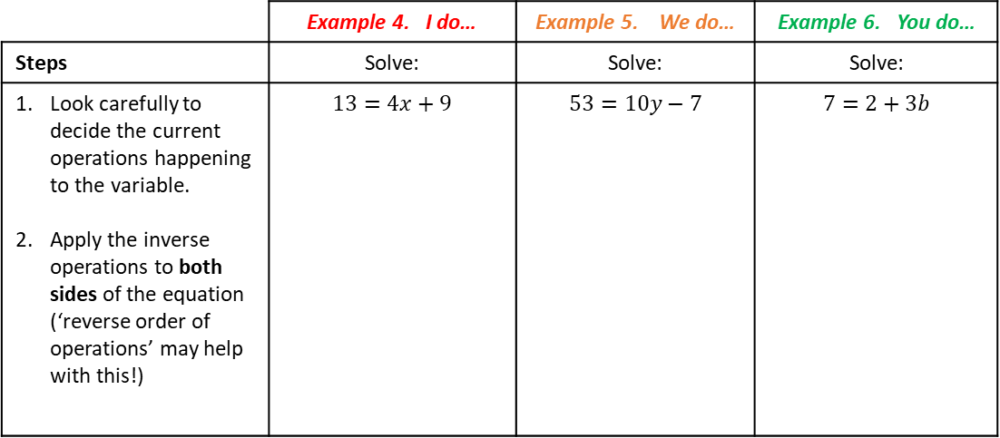 Example 4. I do... Example 5. We do... Example 6. You do...
Steps Solve: Solve: Solve:
1. Look carefully to
decide the current
operations happening
to the variable.
2. Apply the inverse
operations to both
sides of the equation
(‘reverse order of
operations’ may help
with this!)
13 = 4x + 9
53 = 10y − 7
7 = 2 + 3b